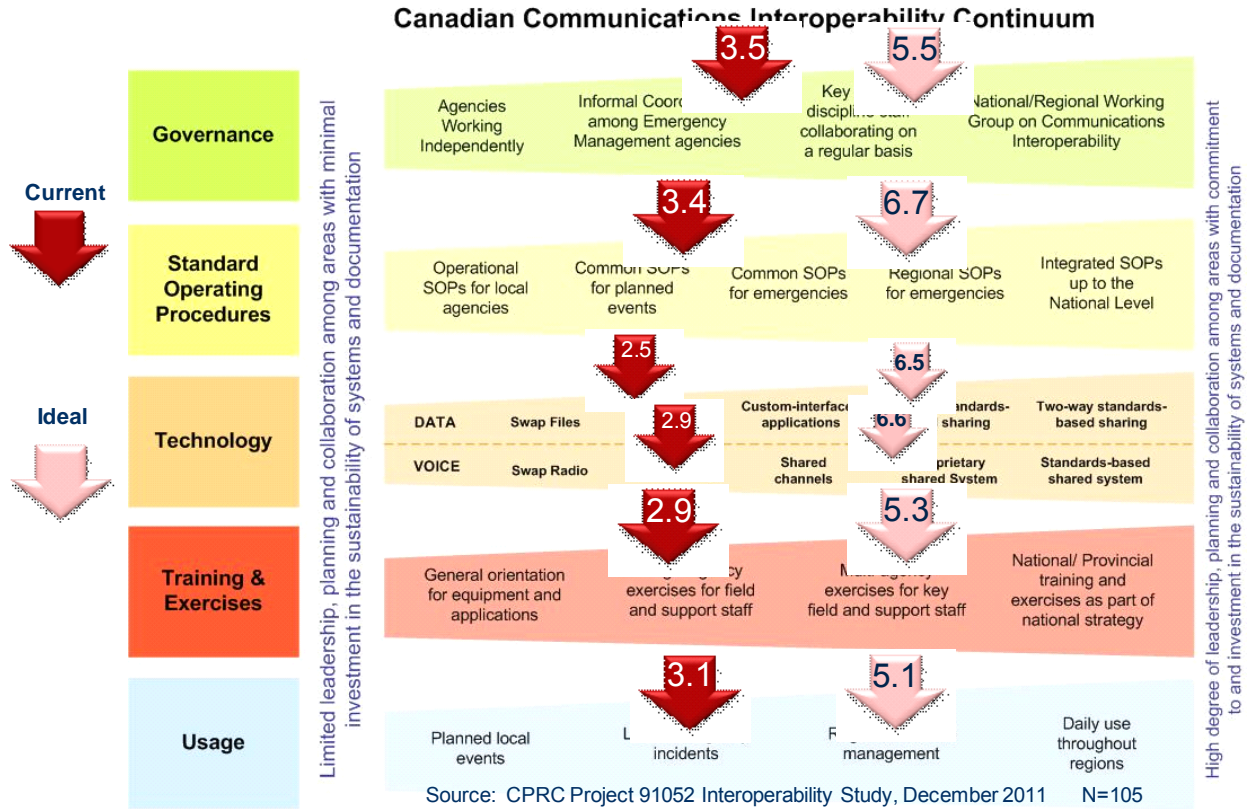 Canadian Communications Interoperability Continuum
3.5
5.5
Governance
Agencies
Working
Independently
Informal
among Emergency
Management agencies
Key
collaborating on
a regular basis
National/Regional Working
Group on Communications
Interoperability
Current
3.4
6.7
Standard
Operating
Procedures
Operational
SOPs for local
agencies
Common SOPs
for planned
events
Common SOPs
for emergencies
Regional SOPs
for emergencies
Integrated SOPs
up to the
National Level
2.5
6.5
Ideal
Technology
DATA
Swap Files
2.9
Custom-interface
applications
6.6
sharing
Two-way standards-
based sharing
VOICE
Swap Radio
Shared
channels
shared System
Standards-based
shared system
2.9
5.3
Training &
Exercises
General orientation
for equipment and
applications
exercises for field
and support staff
exercises for key
field and support staff
National/ Provincial
training and
exercises as part of
national strategy
3.1
5.1
Usage
Planned local
events
incidents
management
Daily use
throughout
regions
Limited leadership, planning and collaboration among areas with minimal
investment in the sustainability of systems and documentation
High degree of leadership, planning and collaboration among areas with commitment
to and investment in the sustainability of systems and documentation
Source: CPRC Project 91052 Interoperability Study, December 2011 N=105